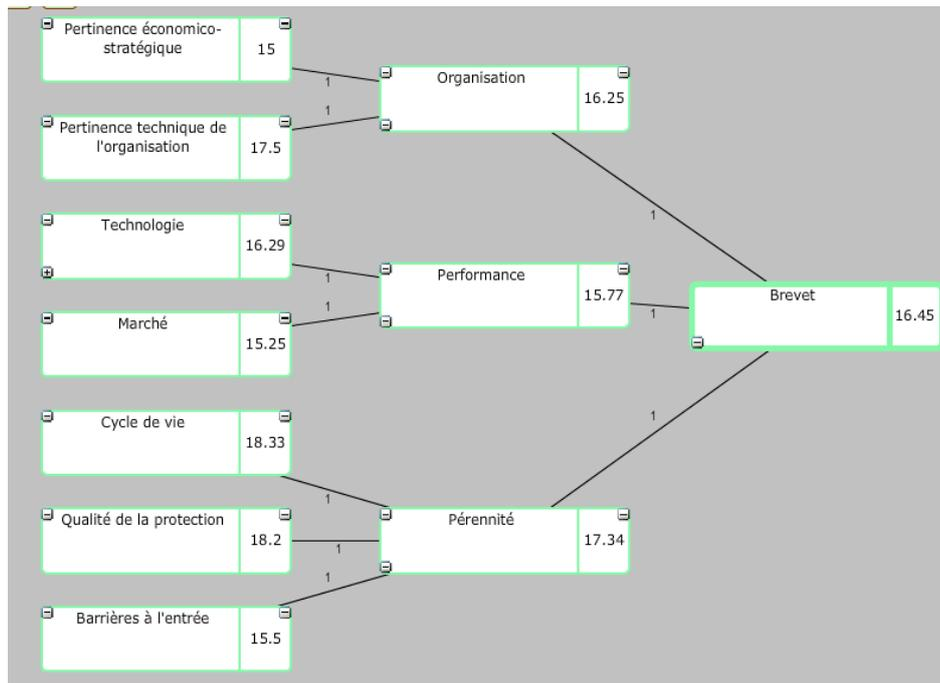 Pertinence économico-
stratégique
15
1
Organisation
16.25
1
Pertinence technique de
l'organisation
17.5
1
Technologie
16.29
1
Performance
15.77
1
Brevet
16.45
1
Marché
15.25
1
Cycle de vie
18.33
1
Qualité de la protection
18.2
1
Pérennité
17.34
1
Barrières à l'entrée
15.5